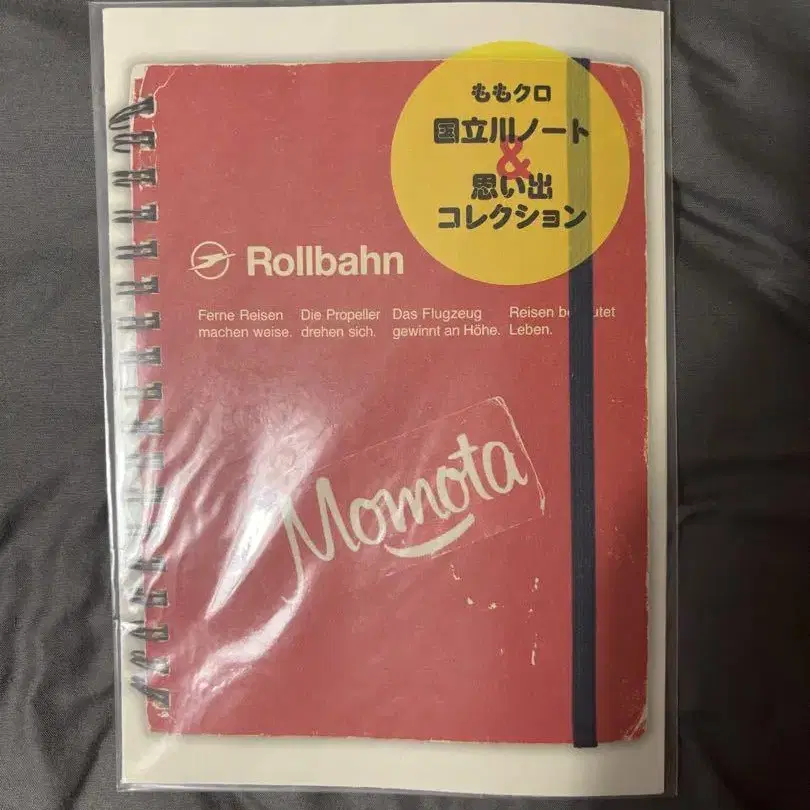 ももクロ
国立川ノート
&
思い出
コレクション
Rollbahn
Ferne Reisen Die Propeller Das Flugzeug Reisen be utet
machen weise. drehen sich. gewinnt an Höhe. Leben.
Momota